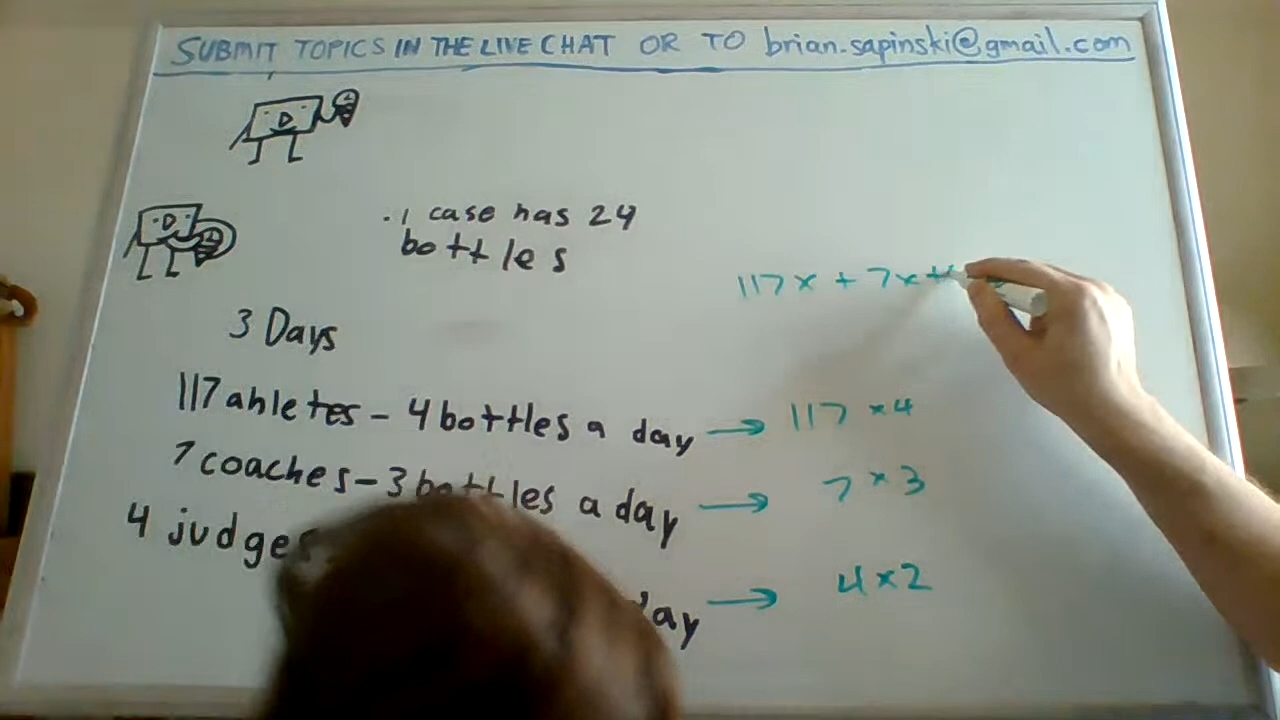 SUBMIT TOPICS IN THE LIVE CHAT OR TO brian.sapinski@gmail.com
. 1 case has 24
bottles
117x + 7x +
3 Days
117 ahletes - 4 bottles a day → 117 x 4
7 coaches - 3 bottles a day → 7 x 3
4 judges day → 4 x 2